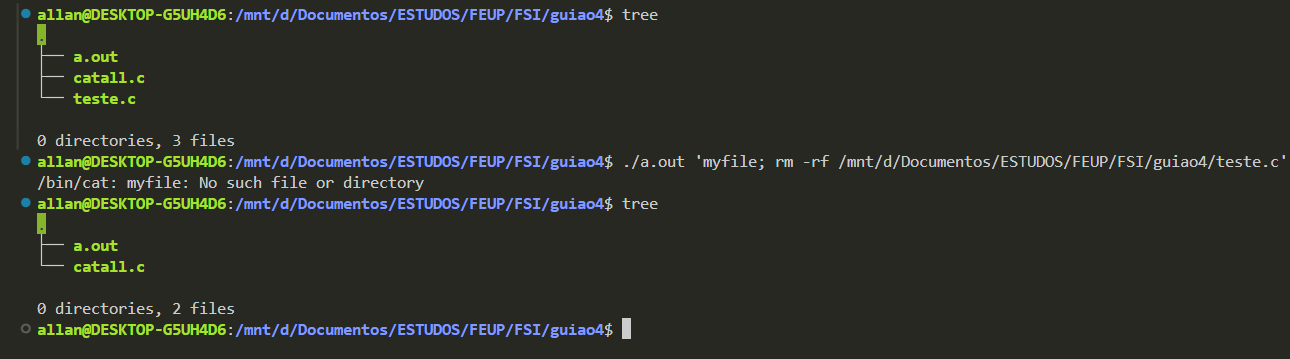 allan@DESKTOP-G5UH4D6:/mnt/d/Documentos/ESTUDOS/FEUP/FSI/guiao4$ tree
.
├── a.out
├── catall.c
└── teste.c

0 directories, 3 files
allan@DESKTOP-G5UH4D6:/mnt/d/Documentos/ESTUDOS/FEUP/FSI/guiao4$ ./a.out 'myfile; rm -rf /mnt/d/Documentos/ESTUDOS/FEUP/FSI/guiao4/teste.c'
/bin/cat: myfile: No such file or directory
allan@DESKTOP-G5UH4D6:/mnt/d/Documentos/ESTUDOS/FEUP/FSI/guiao4$ tree
.
├── a.out
└── catall.c

0 directories, 2 files
allan@DESKTOP-G5UH4D6:/mnt/d/Documentos/ESTUDOS/FEUP/FSI/guiao4$